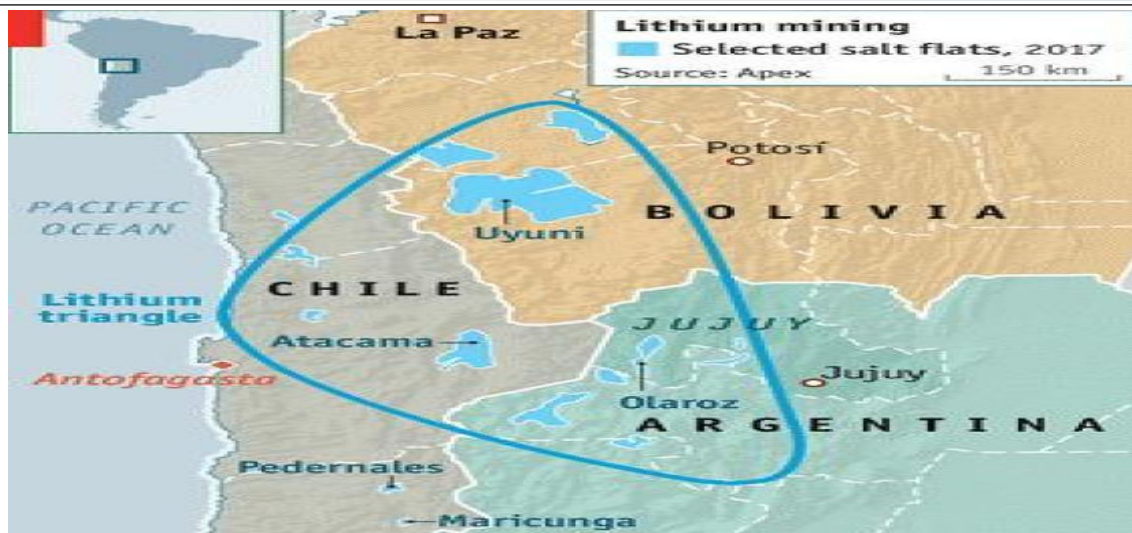 La Paz
Lithium mining
Selected salt flats, 2017
Source: Apex
150 km
Potosí
PACIFIC
OCEAN
BOLIVIA
Uyuni
CHILE
Lithium
triangle
JUJUY
Atacama
Antofagasta
Jujuy
Olaroz
ARGENTINA
Pedernales
Maricunga